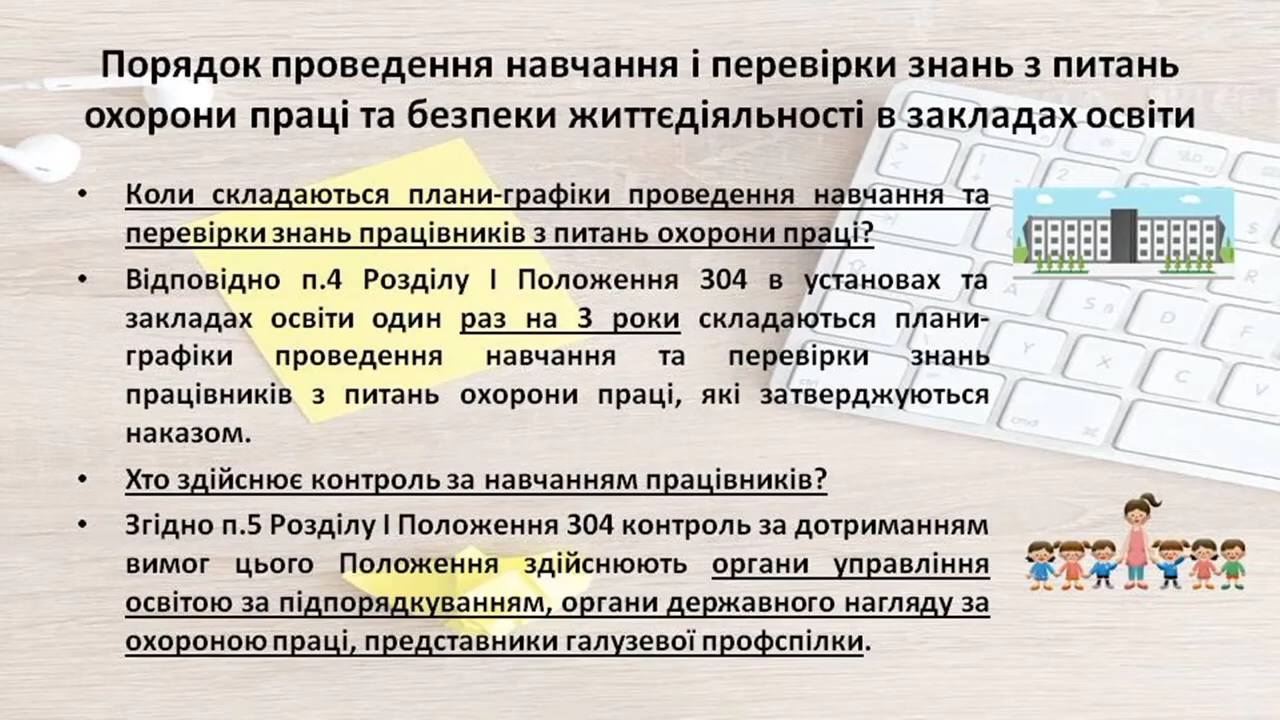 Порядок проведення навчання і перевірки знань з питань
охорони праці та безпеки життєдіяльності в закладах освіти
• Коли складаються плани-графіки проведення навчання та
перевірки знань працівників з питань охорони праці?
• Відповідно п.4 Розділу І Положення 304 в установах та
закладах освіти один раз на 3 роки складаються плани-
графіки проведення навчання та перевірки знань
працівників з питань охорони праці, які затверджуються
наказом.
• Хто здійснює контроль за навчанням працівників?
• Згідно п.5 Розділу І Положення 304 контроль за дотриманням
вимог цього Положення здійснюють органи управління
освітою за підпорядкуванням, органи державного нагляду за
охороною праці, представники галузевої профспілки.